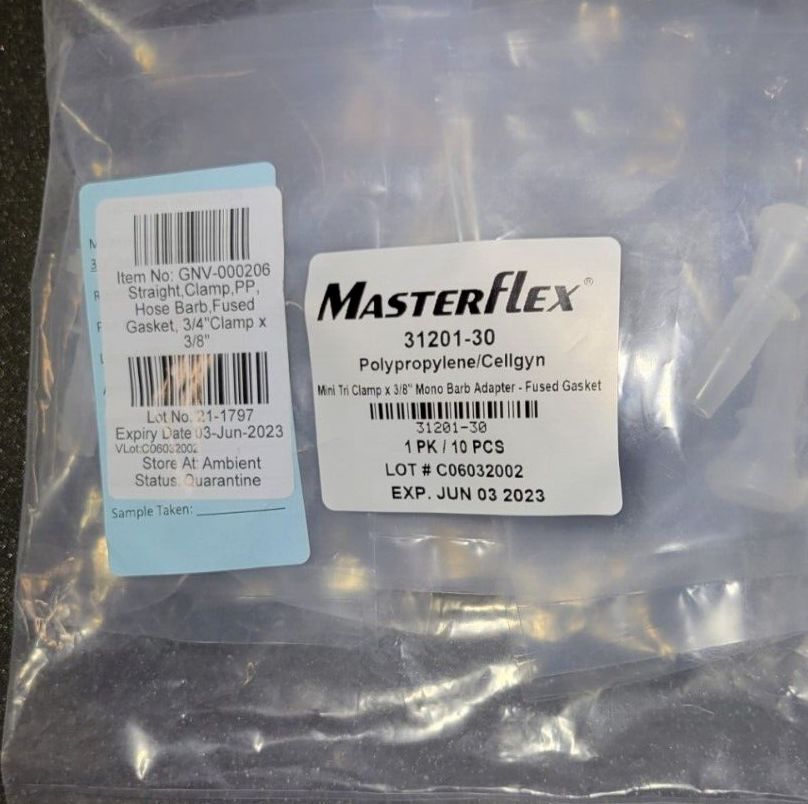 Item No: GNV-000206
Straight,Clamp,PP,
Hose Barb,Fused
Gasket, 3/4"Clamp x
3/8"
Lot No. 21-1797
Expiry Date 03-Jun-2023
VLot:C06032002
Store At: Ambient
Status: Quarantine
Sample Taken:
MASTERFLEX®
31201-30
Polypropylene/Cellgyn
Mini Tri Clamp x 3/8" Mono Barb Adapter - Fused Gasket
31201-30
1 PK / 10 PCS
LOT # C06032002
EXP. JUN 03 2023